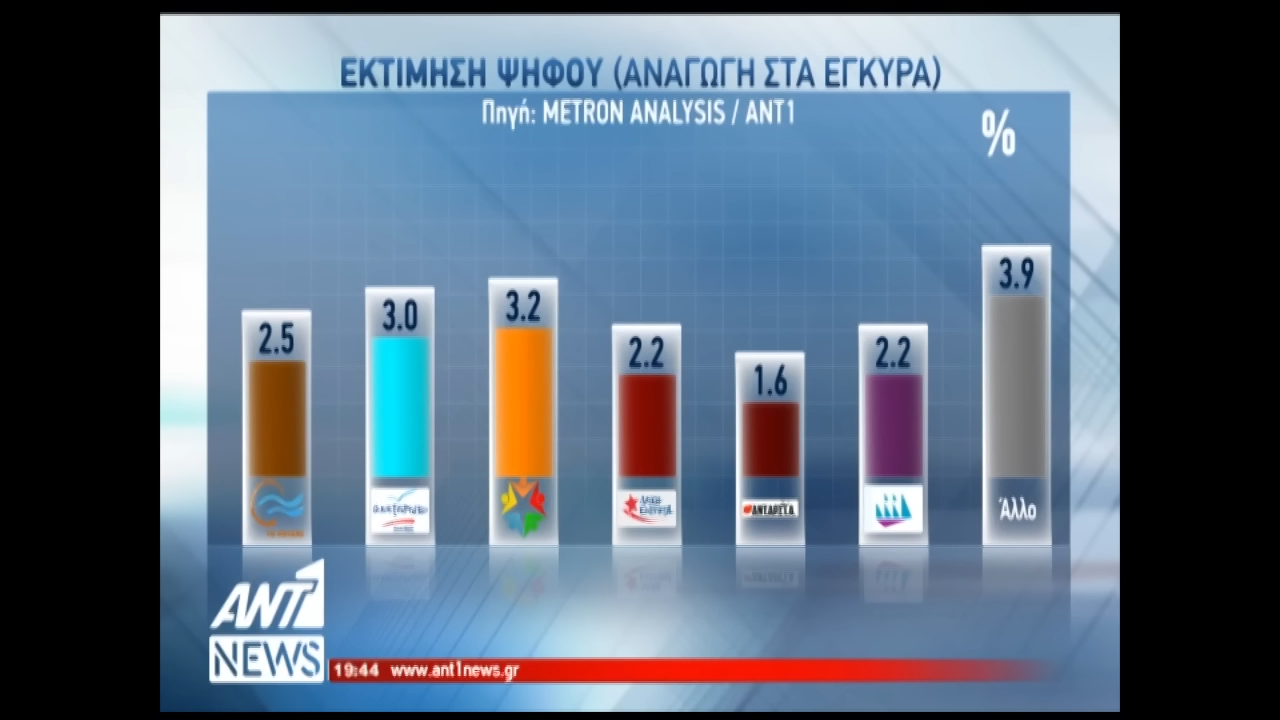 ΕΚΤΙΜΗΣΗ ΨΗΦΟΥ (ΑΝΑΓΩΓΗ ΣΤΑ ΕΓΚΥΡΑ)
Πηγή: METRON ANALYSIS / ANT1
%
2.5 3.0 3.2 2.2 1.6 2.2 3.9
ΑΝΤΑΡΣΥΑ Άλλο
ANT1
NEWS
19:44 www.ant1news.gr